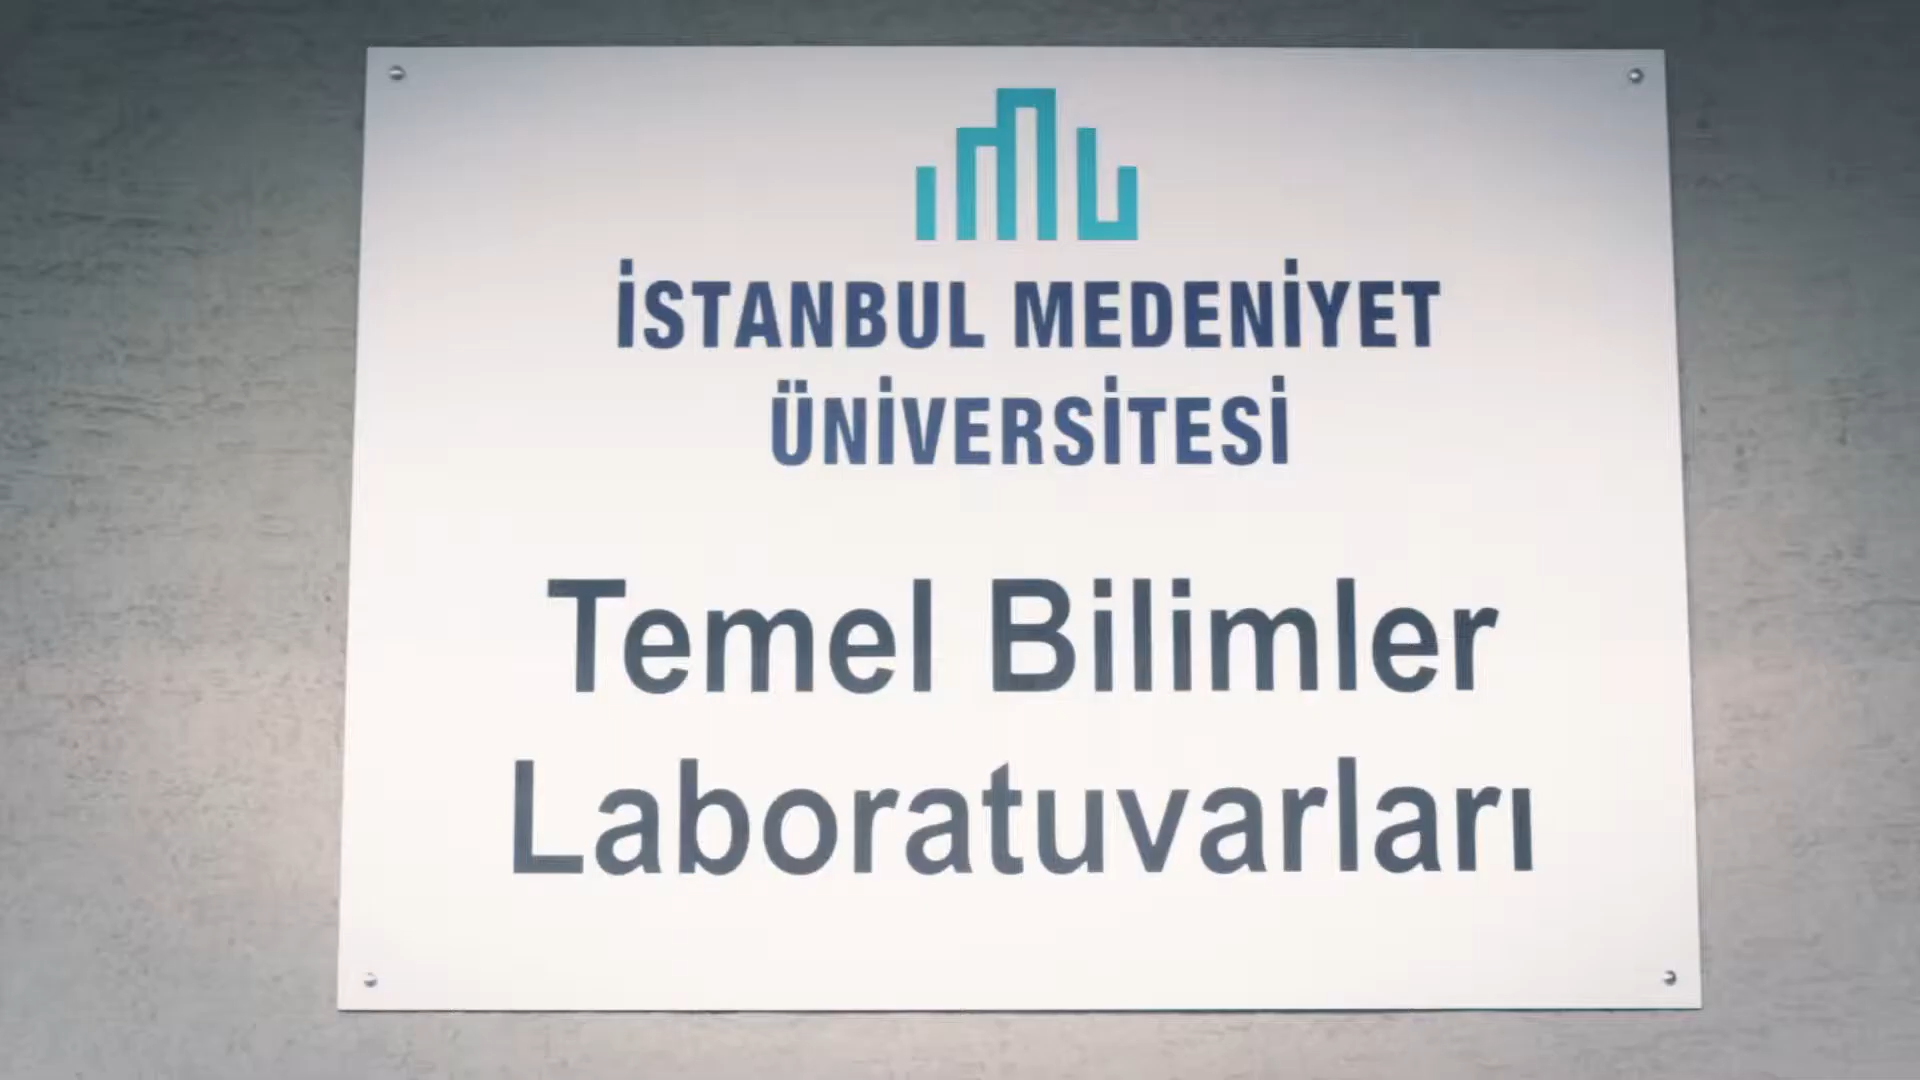 İSTANBUL MEDENİYET
ÜNİVERSİTESİ
Temel Bilimler
Laboratuvarları